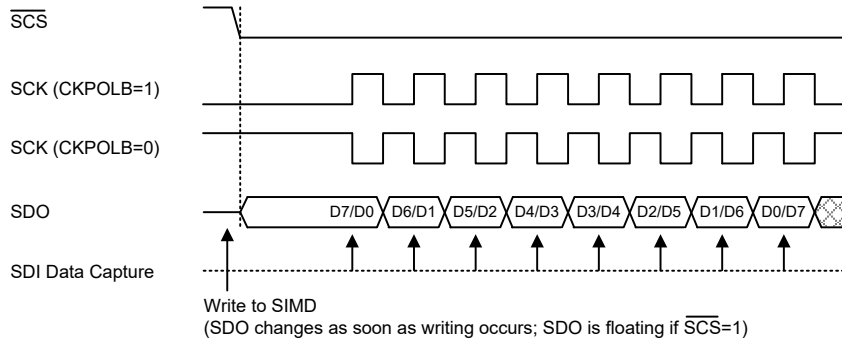 SCS
SCK (CKPOLB=1)
SCK (CKPOLB=0)
SDO D7/D0 D6/D1 D5/D2 D4/D3 D3/D4 D2/D5 D1/D6 D0/D7
SDI Data Capture
Write to SIMD
(SDO changes as soon as writing occurs; SDO is floating if SCS=1)